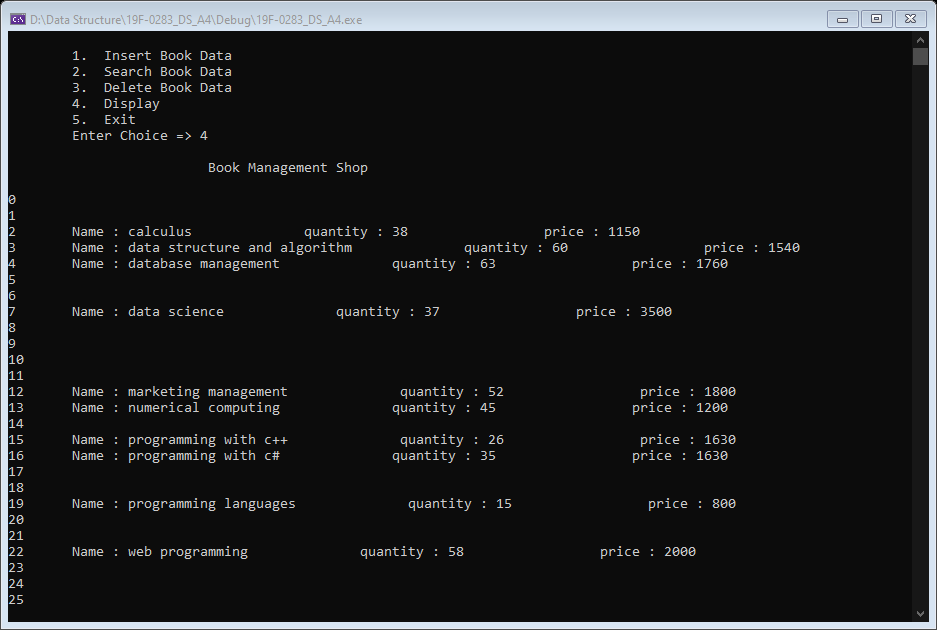 D:\Data Structure\19F-0283_DS_A4\Debug\19F-0283_DS_A4.exe
1. Insert Book Data
2. Search Book Data
3. Delete Book Data
4. Display
5. Exit
Enter Choice => 4
Book Management Shop
0
1
2 Name : calculus quantity : 38 price : 1150
3 Name : data structure and algorithm quantity : 60 price : 1540
4 Name : database management quantity : 63 price : 1760
5
6
7 Name : data science quantity : 37 price : 3500
8
9
10
11
12 Name : marketing management quantity : 52 price : 1800
13 Name : numerical computing quantity : 45 price : 1200
14
15 Name : programming with c++ quantity : 26 price : 1630
16 Name : programming with c# quantity : 35 price : 1630
17
18
19 Name : programming languages quantity : 15 price : 800
20
21
22 Name : web programming quantity : 58 price : 2000
23
24
25